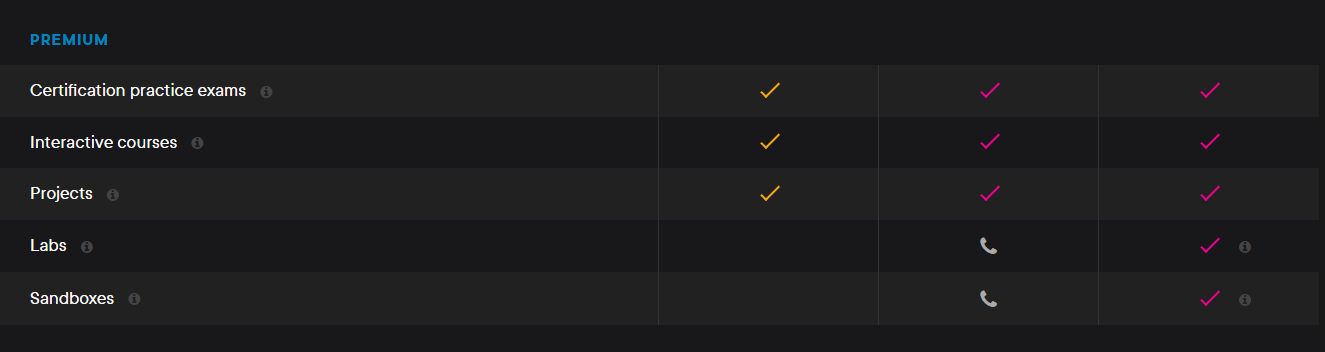 PREMIUM
Certification practice exams
Interactive courses
Projects
Labs
Sandboxes